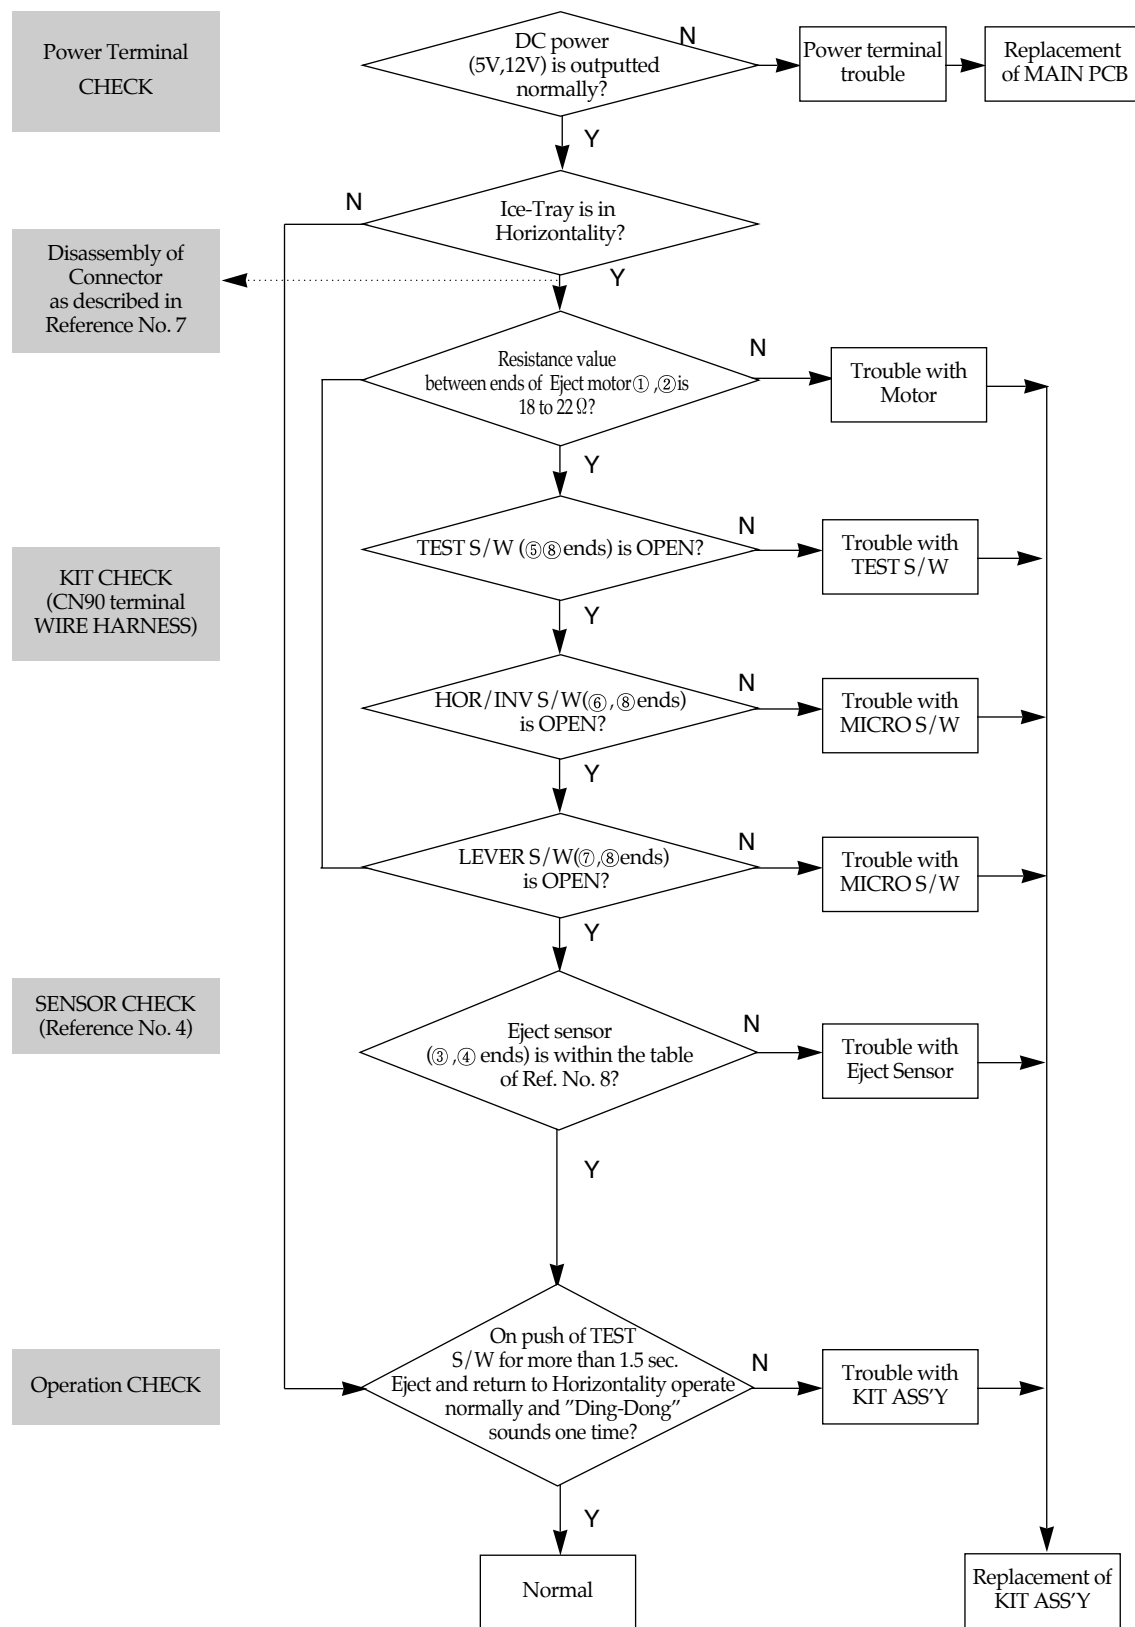 Power Terminal
CHECK
DC power
(5V,12V) is outputted
normally?
N
Power terminal
trouble
Replacement
of MAIN PCB
Y
N
Ice-Tray is in
Horizontality?
Y
Disassembly of
Connector
as described in
Reference No. 7
Resistance value
between ends of Eject motor①,②is
18 to 22 Ω?
N
Trouble with
Motor
Y
TEST S/W (⑤⑧ends) is OPEN?
N
Trouble with
TEST S/W
KIT CHECK
(CN90 terminal
WIRE HARNESS)
Y
HOR/INV S/W(⑥,⑧ends)
is OPEN?
N
Trouble with
MICRO S/W
Y
LEVER S/W(⑦,⑧ends)
is OPEN?
N
Trouble with
MICRO S/W
Y
SENSOR CHECK
(Reference No. 4)
Eject sensor
(③,④ ends) is within the table
of Ref. No. 8?
N
Trouble with
Eject Sensor
Y
Operation CHECK
On push of TEST
S/W for more than 1.5 sec.
Eject and return to Horizontality operate
normally and "Ding-Dong"
sounds one time?
N
Trouble with
KIT ASS'Y
Y
Normal
Replacement of
KIT ASS'Y